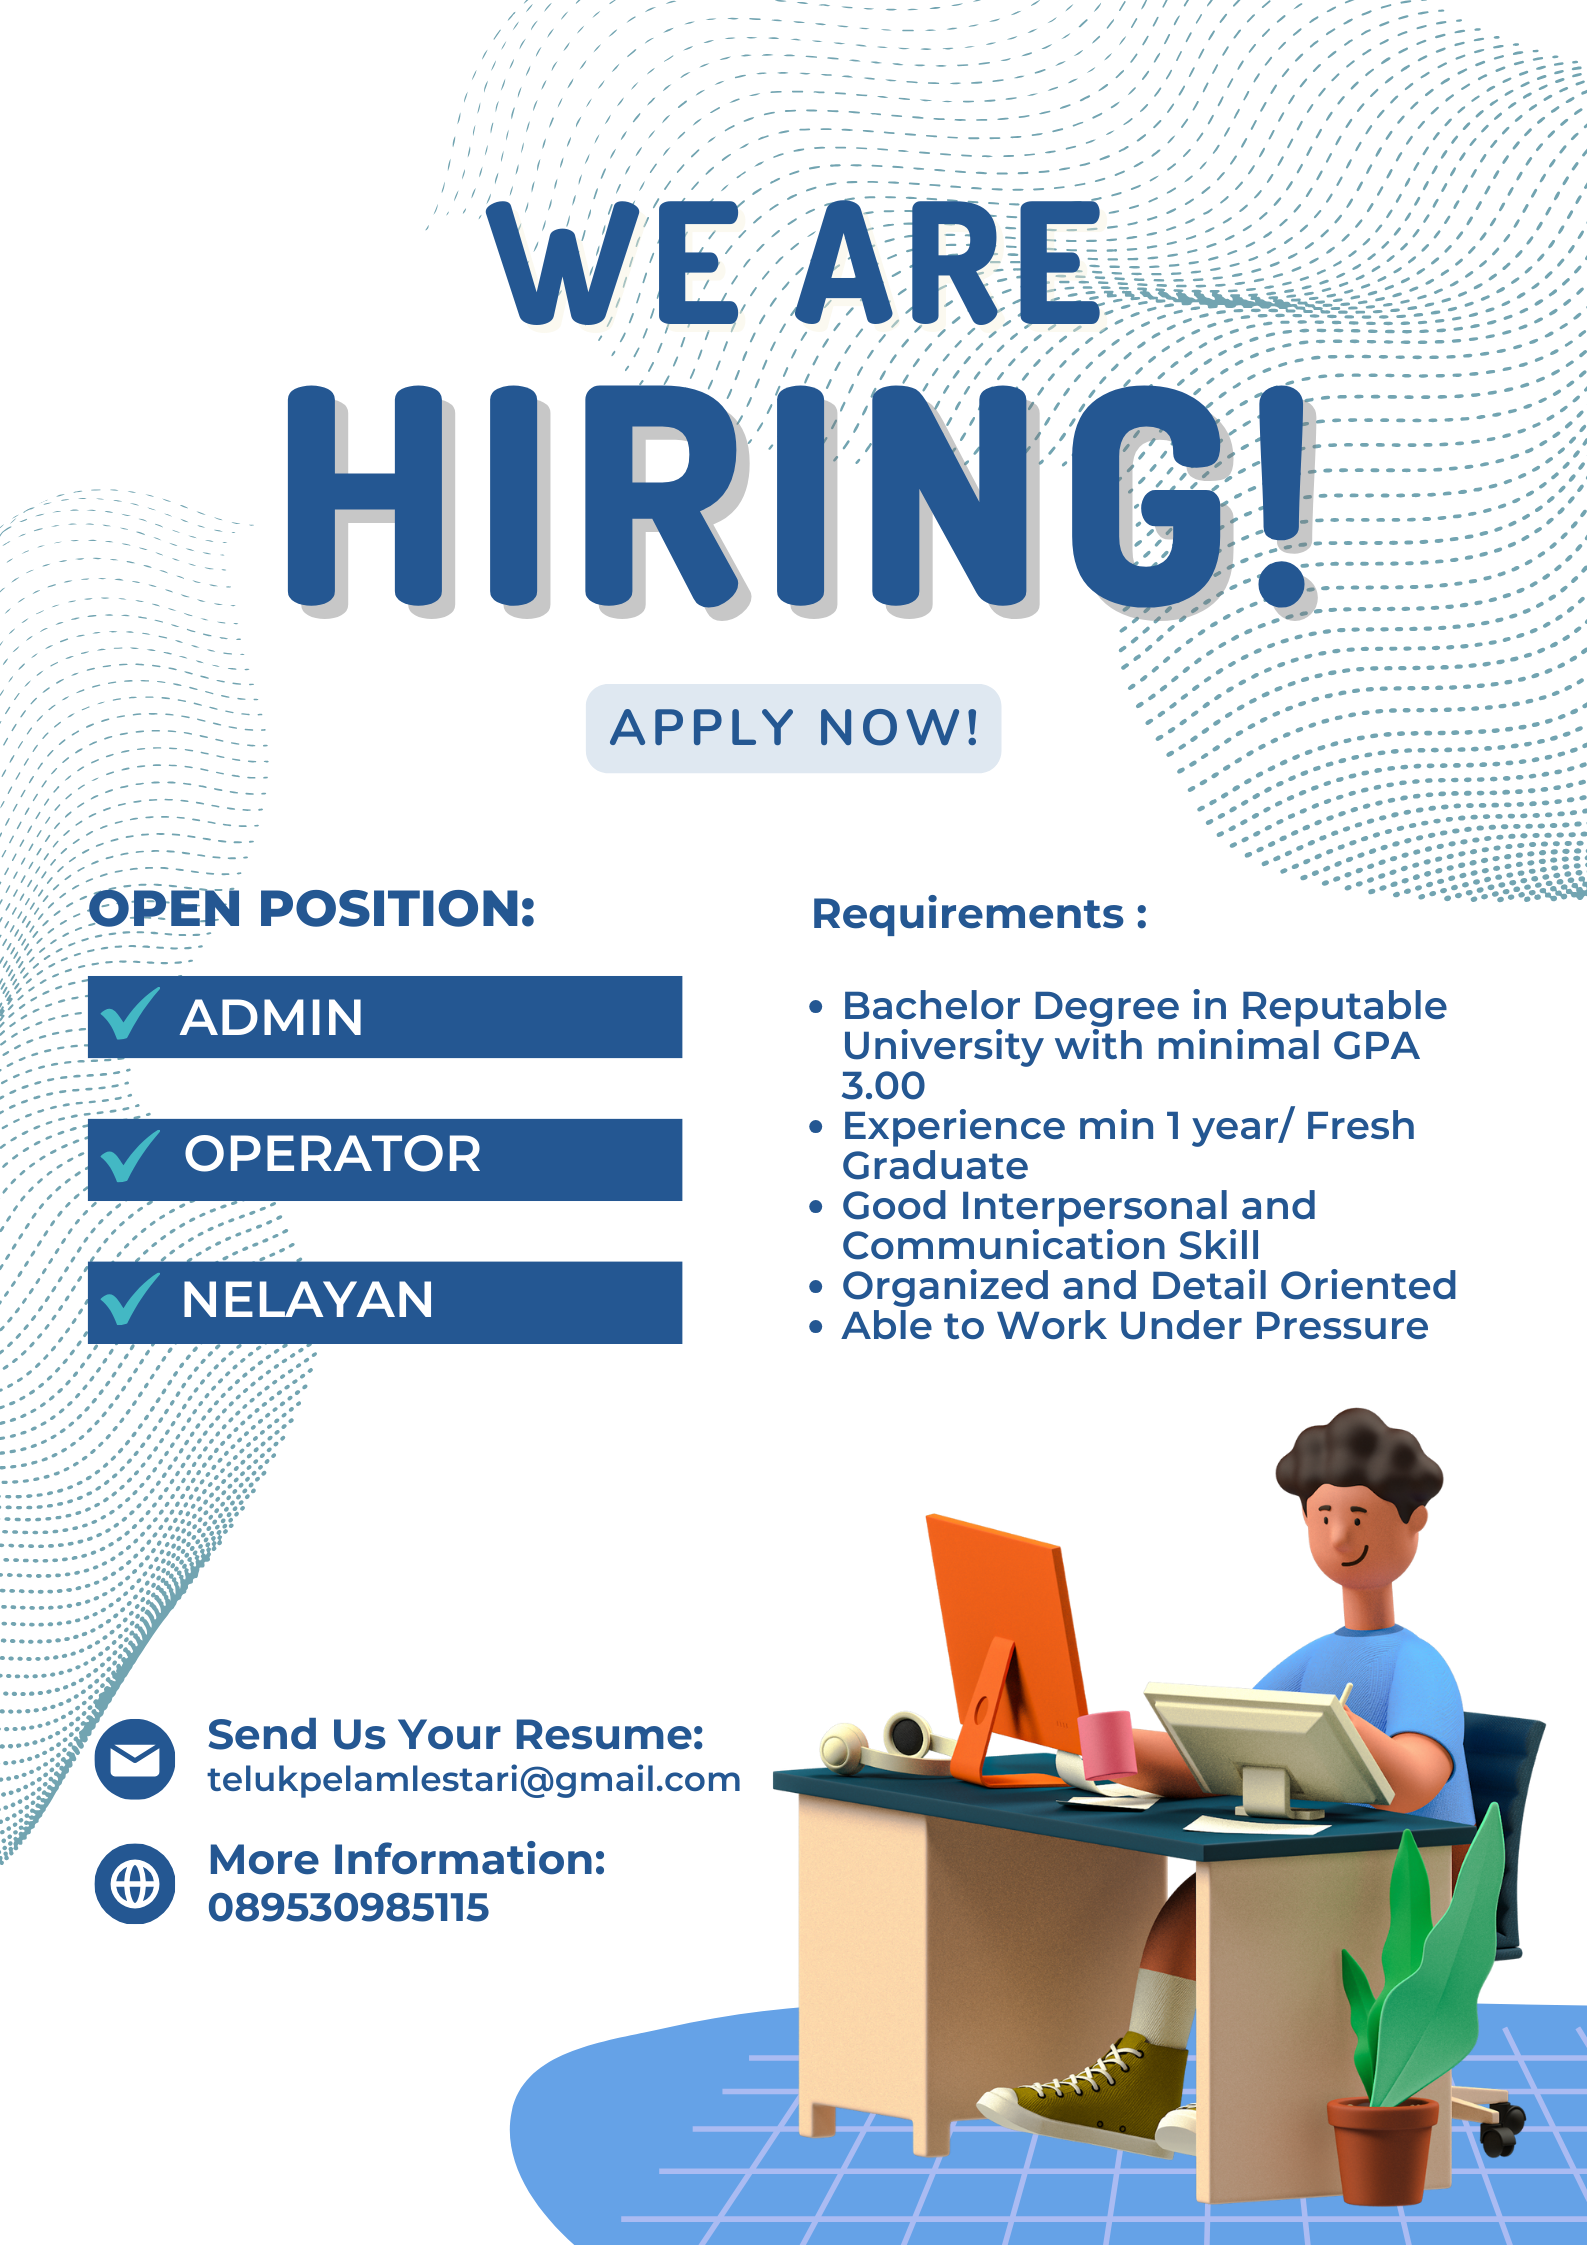 WE ARE
HIRING!
APPLY NOW!
OPEN POSITION:
ADMIN
OPERATOR
NELAYAN
Requirements :
• Bachelor Degree in Reputable
University with minimal GPA
3.00
• Experience min 1 year/ Fresh
Graduate
• Good Interpersonal and
Communication Skill
• Organized and Detail Oriented
• Able to Work Under Pressure
Send Us Your Resume:
telukpelamlestari@gmail.com
More Information:
089530985115